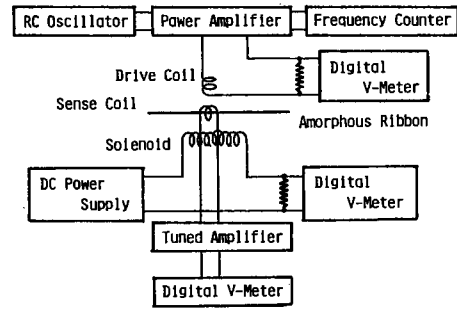 RC Oscillator
Power Amplifier
Frequency Counter
Drive Coil
Digital
V-Meter
Sense Coil
Amorphous Ribbon
Solenoid
DC Power
Supply
Digital
V-Meter
Tuned Amplifier
Digital V-Meter